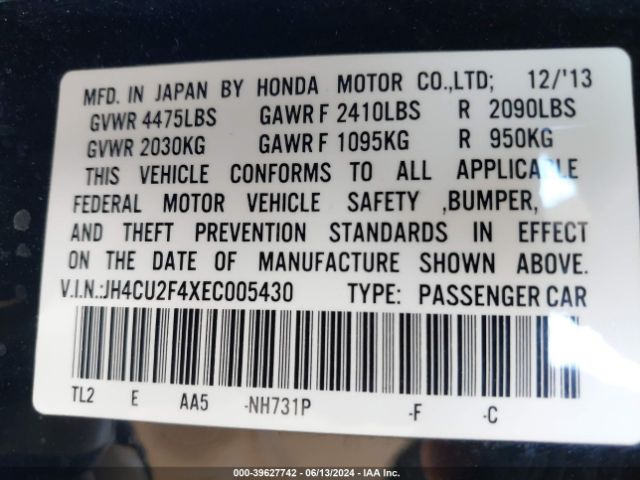 MFD. IN JAPAN BY HONDA MOTOR CO.,LTD; 12/'13
GVWR 4475LBS GAWR F 2410LBS R 2090LBS
GVWR 2030KG GAWR F 1095KG R 950KG
THIS VEHICLE CONFORMS TO ALL APPLICABLE
FEDERAL MOTOR VEHICLE SAFETY ,BUMPER,
AND THEFT PREVENTION STANDARDS IN EFFECT
ON THE DATE OF MANUFACTURE SHOWN ABOVE.
V.I.N.:JH4CU2F4XEC005430 TYPE: PASSENGER CAR
TL2 E AA5 -NH731P -F -C
000-39627742 - 06/13/2024 - IAA Inc.